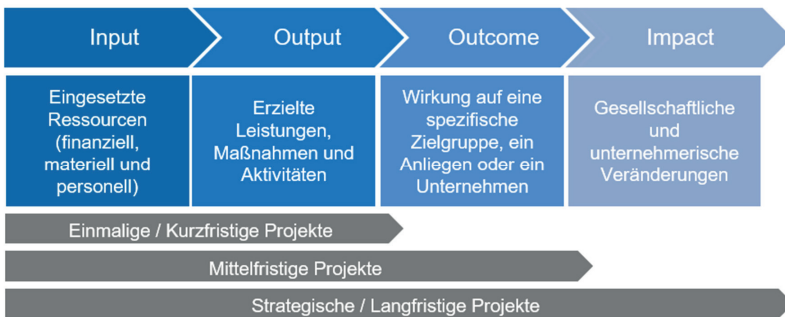 Input
Output
Outcome
Impact
Eingesetzte
Ressourcen
(finanziell,
materiell und
personell)
Erzielte
Leistungen,
Maßnahmen und
Aktivitäten
Wirkung auf eine
spezifische
Zielgruppe, ein
Anliegen oder ein
Unternehmen
Gesellschaftliche
und
unternehmerische
Veränderungen
Einmalige / Kurzfristige Projekte
Mittelfristige Projekte
Strategische / Langfristige Projekte